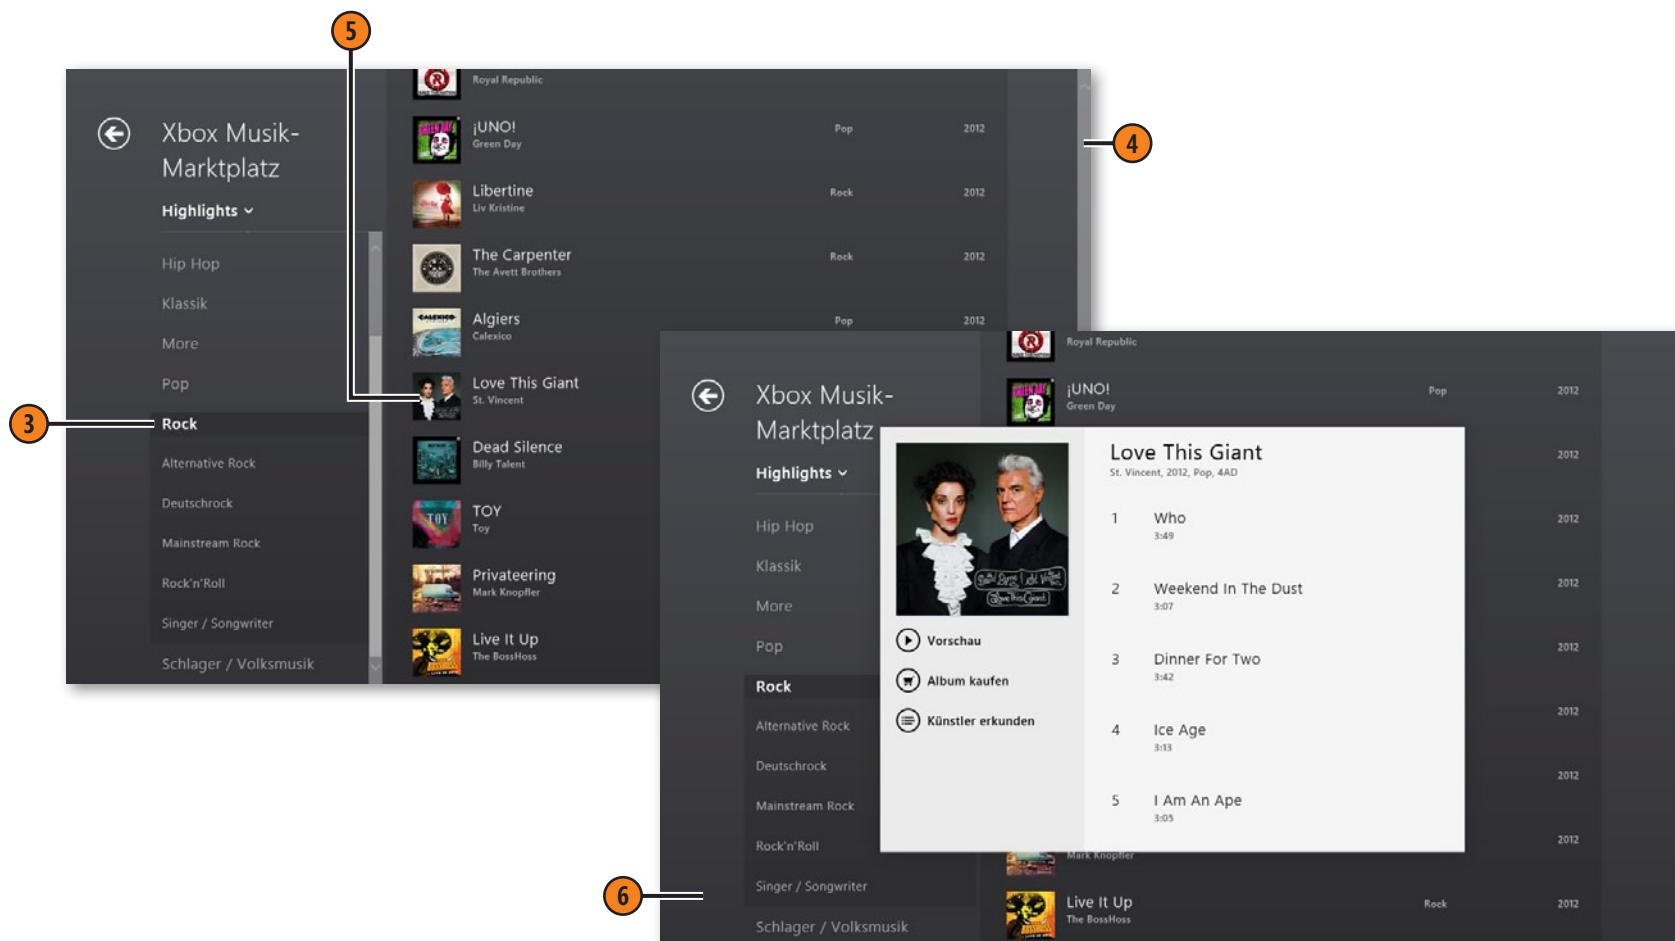 5
Royal Republic
Xbox Musik-
Marktplatz
Highlights
Hip Hop
Klassik
More
Pop
Rock
Alternative Rock
Deutschrock
Mainstream Rock
Rock'n'Roll
Singer / Songwriter
Schlager / Volksmusik
¡UNO! Pop 2012
Green Day
Libertine Rock 2012
Liv Kristine
The Carpenter Rock 2012
The Avett Brothers
Algiers Pop 2012
Calexico
Love This Giant
St. Vincent
Dead Silence
Billy Talent
TOY
Toy
Privateering
Mark Knopfler
Live It Up
The BossHoss
4
3
Royal Republic
Xbox Musik-
Marktplatz
Highlights
Hip Hop
Klassik
More
Pop
Rock
Alternative Rock
Deutschrock
Mainstream Rock
Rock'n'Roll
Singer / Songwriter
Schlager / Volksmusik
¡UNO! Pop 2012
Green Day
2012
2012
2012
2012
2012
2012
2012
Love This Giant
St. Vincent, 2012, Pop, 4AD
Vorschau
Album kaufen
Künstler erkunden
1 Who
3:49
2 Weekend In The Dust
3:07
3 Dinner For Two
3:42
4 Ice Age
3:13
5 I Am An Ape
3:05
Mark Knopfler
Live It Up Rock 2012
The BossHoss
6